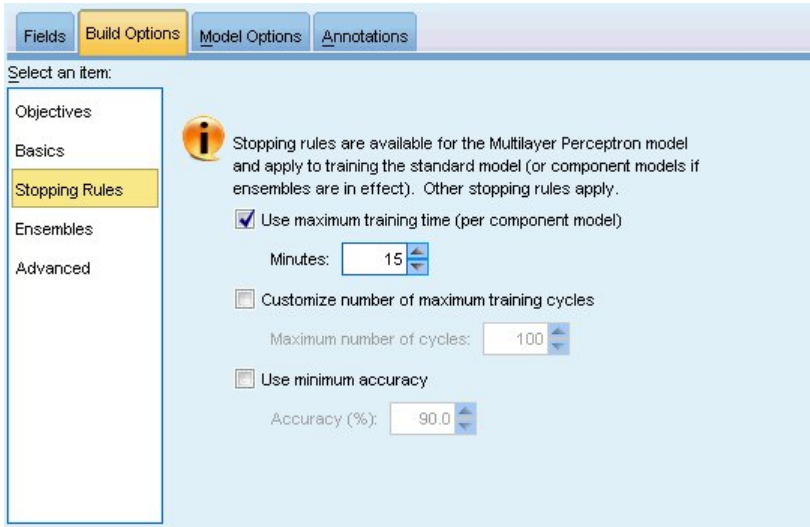 Fields
Build Options
Model Options
Annotations
Select an item:
Objectives
Basics
Stopping Rules
Ensembles
Advanced
Stopping rules are available for the Multilayer Perceptron model
and apply to training the standard model (or component models if
ensembles are in effect). Other stopping rules apply.
Use maximum training time (per component model)
Minutes: 15
Customize number of maximum training cycles
Maximum number of cycles: 100
Use minimum accuracy
Accuracy (%): 90.0